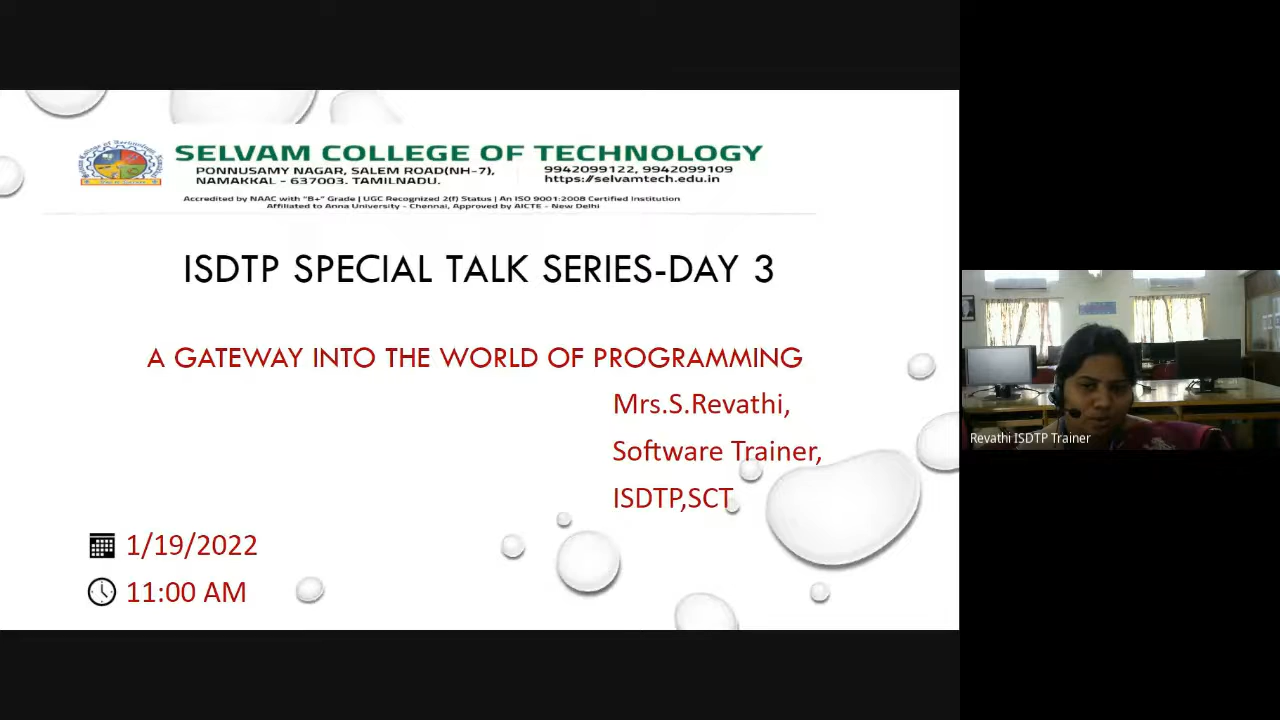 SELVAM COLLEGE OF TECHNOLOGY
PONNUSAMY NAGAR, SALEM ROAD(NH-7),
NAMAKKAL - 637003. TAMILNADU.
9942099122, 9942099109
https://selvamtech.edu.in
Accredited by NAAC with "B+" Grade | UGC Recognized 2(f) Status | An ISO 9001:2008 Certified Institution
Affiliated to Anna University - Chennai, Approved by AICTE - New Delhi
ISDTP SPECIAL TALK SERIES-DAY 3
A GATEWAY INTO THE WORLD OF PROGRAMMING
Mrs.S.Revathi,
Software Trainer,
ISDTP,SCT
1/19/2022
11:00 AM
Revathi ISDTP Trainer